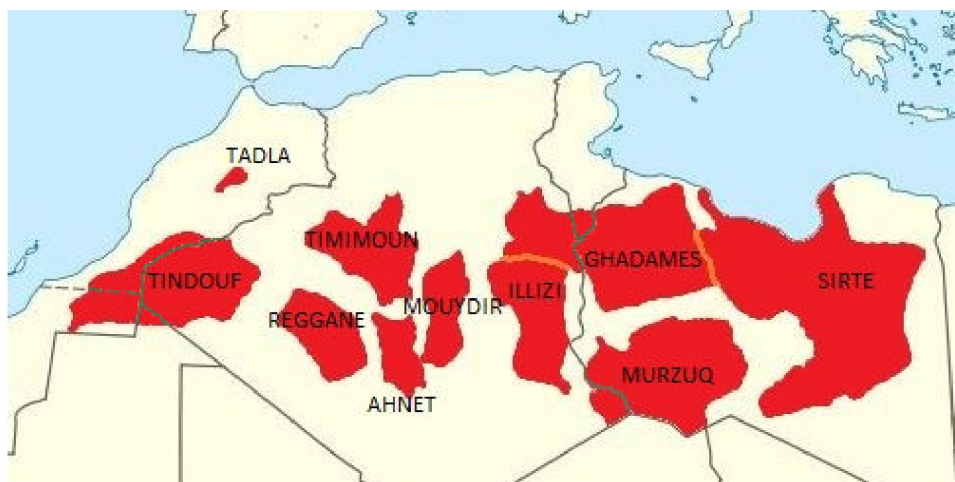 TADLA
TIMIMOUN
TINDOUF
GHADAMES
ILLIZI
SIRTE
MOUYDIR
REGGANE
MURZUQ
AHNET